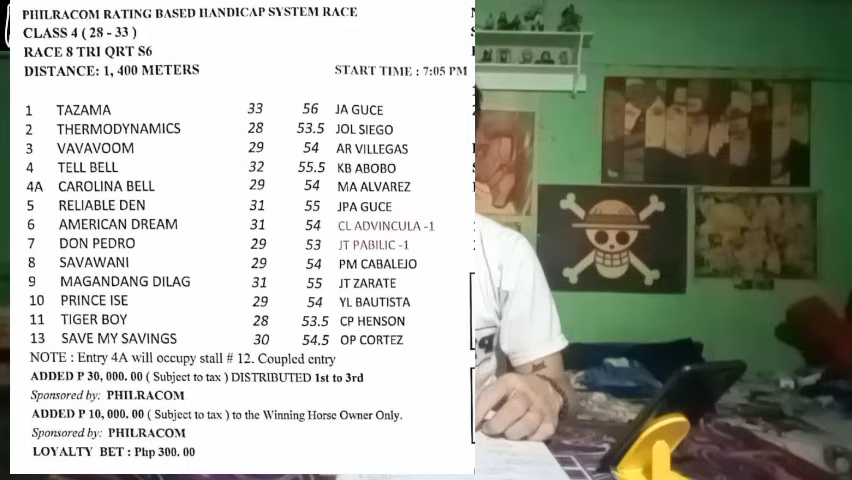 PHILRACOM RATING BASED HANDICAP SYSTEM RACE
CLASS 4 ( 28 - 33 )
RACE 8 TRI QRT S6
DISTANCE: 1, 400 METERS START TIME : 7:05 PM
1 TAZAMA 33 56 JA GUCE
2 THERMODYNAMICS 28 53.5 JOL SIEGO
3 VAVAVOOM 29 54 AR VILLEGAS
4 TELL BELL 32 55.5 KB ABOBO
4A CAROLINA BELL 29 54 MA ALVAREZ
5 RELIABLE DEN 31 55 JPA GUCE
6 AMERICAN DREAM 31 54 CL ADVINCULA -1
7 DON PEDRO 29 53 JT PABILIC -1
8 SAVAWANI 29 54 PM CABALEJO
9 MAGANDANG DILAG 31 55 JT ZARATE
10 PRINCE ISE 29 54 YL BAUTISTA
11 TIGER BOY 28 53.5 CP HENSON
13 SAVE MY SAVINGS 30 54.5 OP CORTEZ
NOTE : Entry 4A will occupy stall # 12. Coupled entry
ADDED P 30, 000. 00 ( Subject to tax ) DISTRIBUTED 1st to 3rd
Sponsored by: PHILRACOM
ADDED P 10, 000. 00 ( Subject to tax ) to the Winning Horse Owner Only.
Sponsored by: PHILRACOM
LOYALTY BET : Php 300. 00